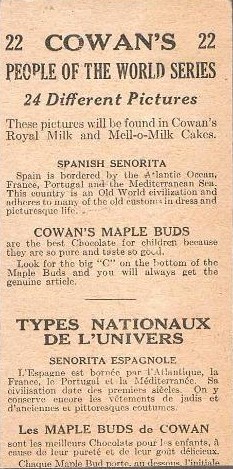 22 COWAN'S 22
PEOPLE OF THE WORLD SERIES
24 Different Pictures
These pictures will be found in Cowan's
Royal Milk and Mell-o-Milk Cakes.
SPANISH SENORITA
Spain is bordered by the Atlantic Ocean,
France, Portugal and the Mediterranean Sea.
This country is an Old World civilization and
adheres to many of the old customs in dress and
picturesque life.
COWAN'S MAPLE BUDS
are the best Chocolate for children because
they are so pure and taste so good.
Look for the big "C" on the bottom of the
Maple Buds and you will always get the
genuine article.
TYPES NATIONAUX
DE L'UNIVERS
SENORITA ESPAGNOLE
L'Espagne est bornée par l'Atlantique, la
France, le Portugal et la Méditerranée. Sa
civilisation date des premiers siècles. On y
conserve encore les vêtements de jadis et
d'anciennes et pittoresques coutumes.
Les MAPLE BUDS de COWAN
sont les meilleurs Chocolats pour les enfants, à
cause de leur pureté et de leur goût délicieux.
Chaque Maple Bud porte, au dessous, l'initiale